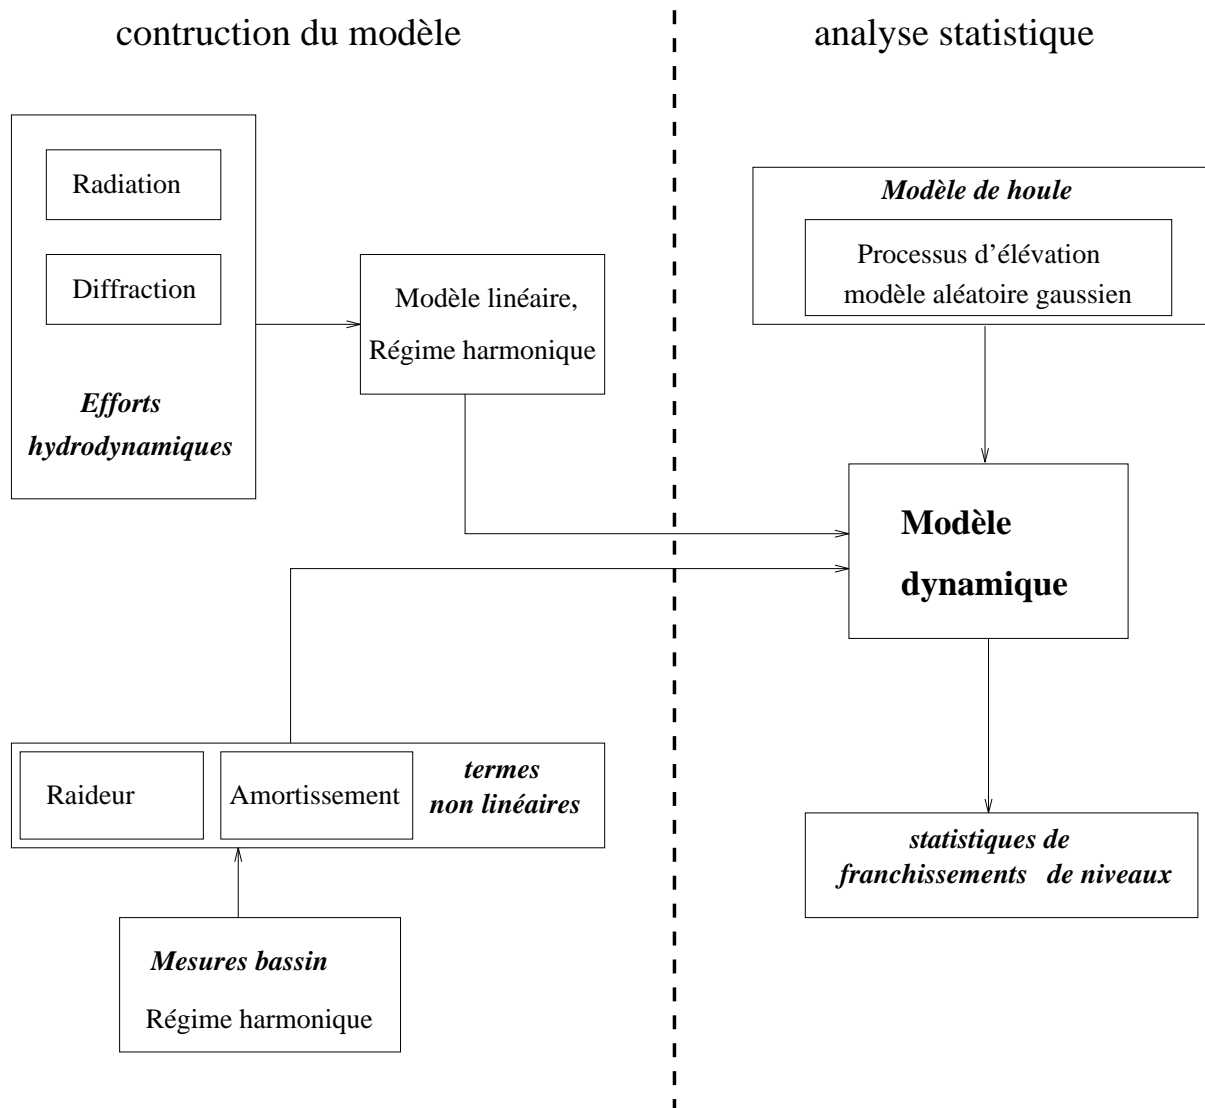 contruction du modèle
analyse statistique
Radiation
Diffraction
Efforts
hydrodynamiques
Modèle linéaire,
Régime harmonique
Modèle de houle
Processus d'élévation
modèle aléatoire gaussien
Modèle
dynamique
Raideur
Amortissement
termes
non linéaires
Mesures bassin
Régime harmonique
statistiques de
franchissements de niveaux